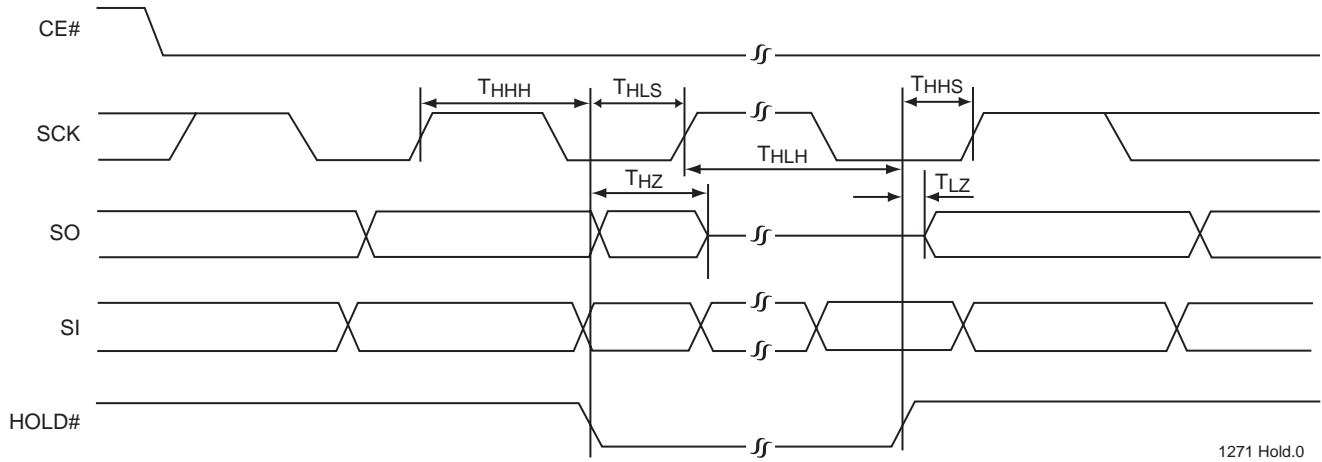 CE#
THHH
THLS
THHS
SCK
THLH
THZ
TLZ
SO
SI
HOLD#
1271 Hold.0